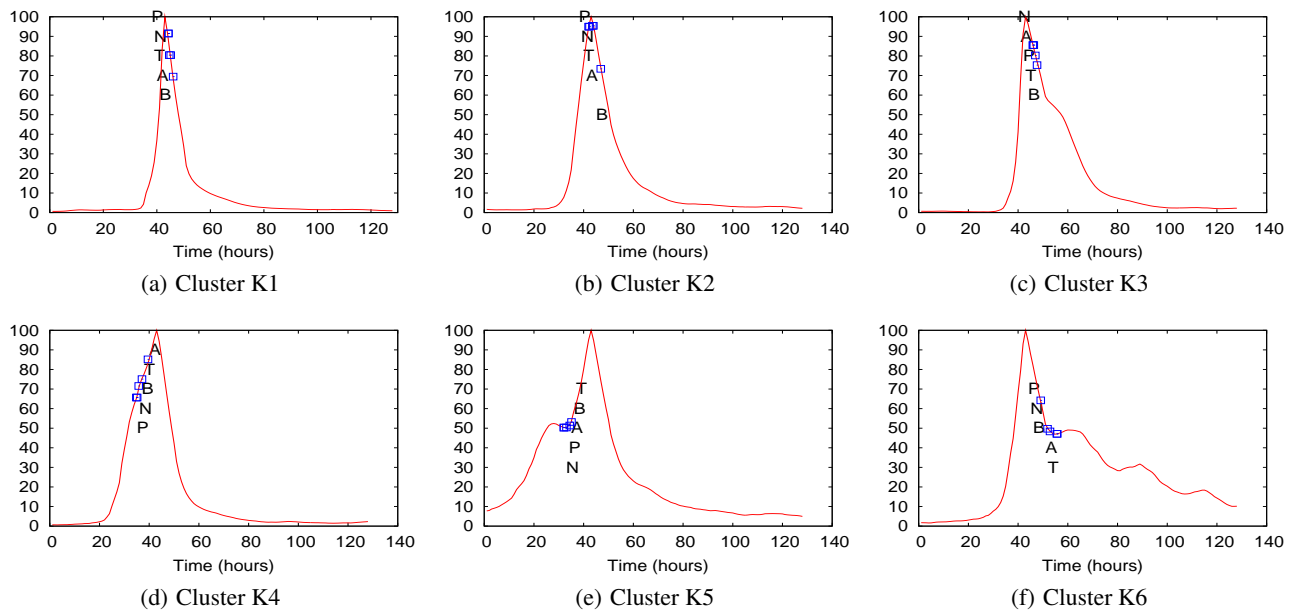 100
90
80
70
60
50
40
30
20
10
0
P
N
T
A
B
0 20 40 60 80 100 120
Time (hours)
(a) Cluster K1
100
90
80
70
60
50
40
30
20
10
0
P
N
T
A
B
0 20 40 60 80 100 120 140
Time (hours)
(b) Cluster K2
100
90
80
70
60
50
40
30
20
10
0
N
A
P
T
B
0 20 40 60 80 100 120 140
Time (hours)
(c) Cluster K3
100
90
80
70
60
50
40
30
20
10
0
A
T
B
N
P
0 20 40 60 80 100 120 140
Time (hours)
(d) Cluster K4
100
90
80
70
60
50
40
30
20
10
0
T
B
A
P
N
0 20 40 60 80 100 120 140
Time (hours)
(e) Cluster K5
100
90
80
70
60
50
40
30
20
10
0
P
N
B
A
T
0 20 40 60 80 100 120 140
Time (hours)
(f) Cluster K6